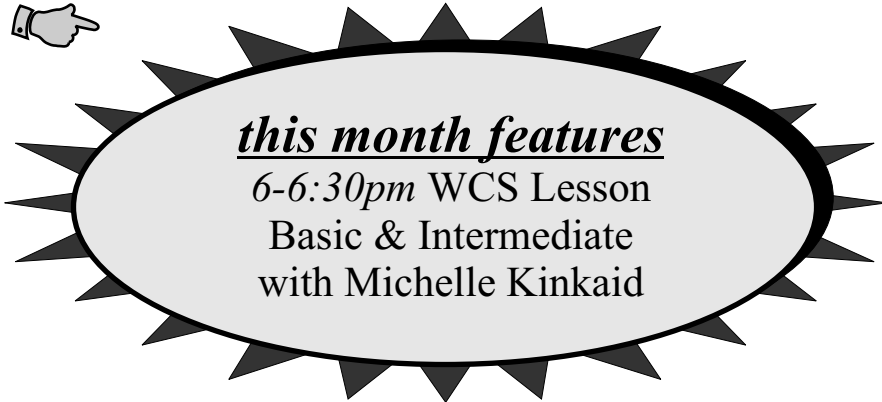 this month features
6-6:30pm WCS Lesson
Basic & Intermediate
with Michelle Kinkaid